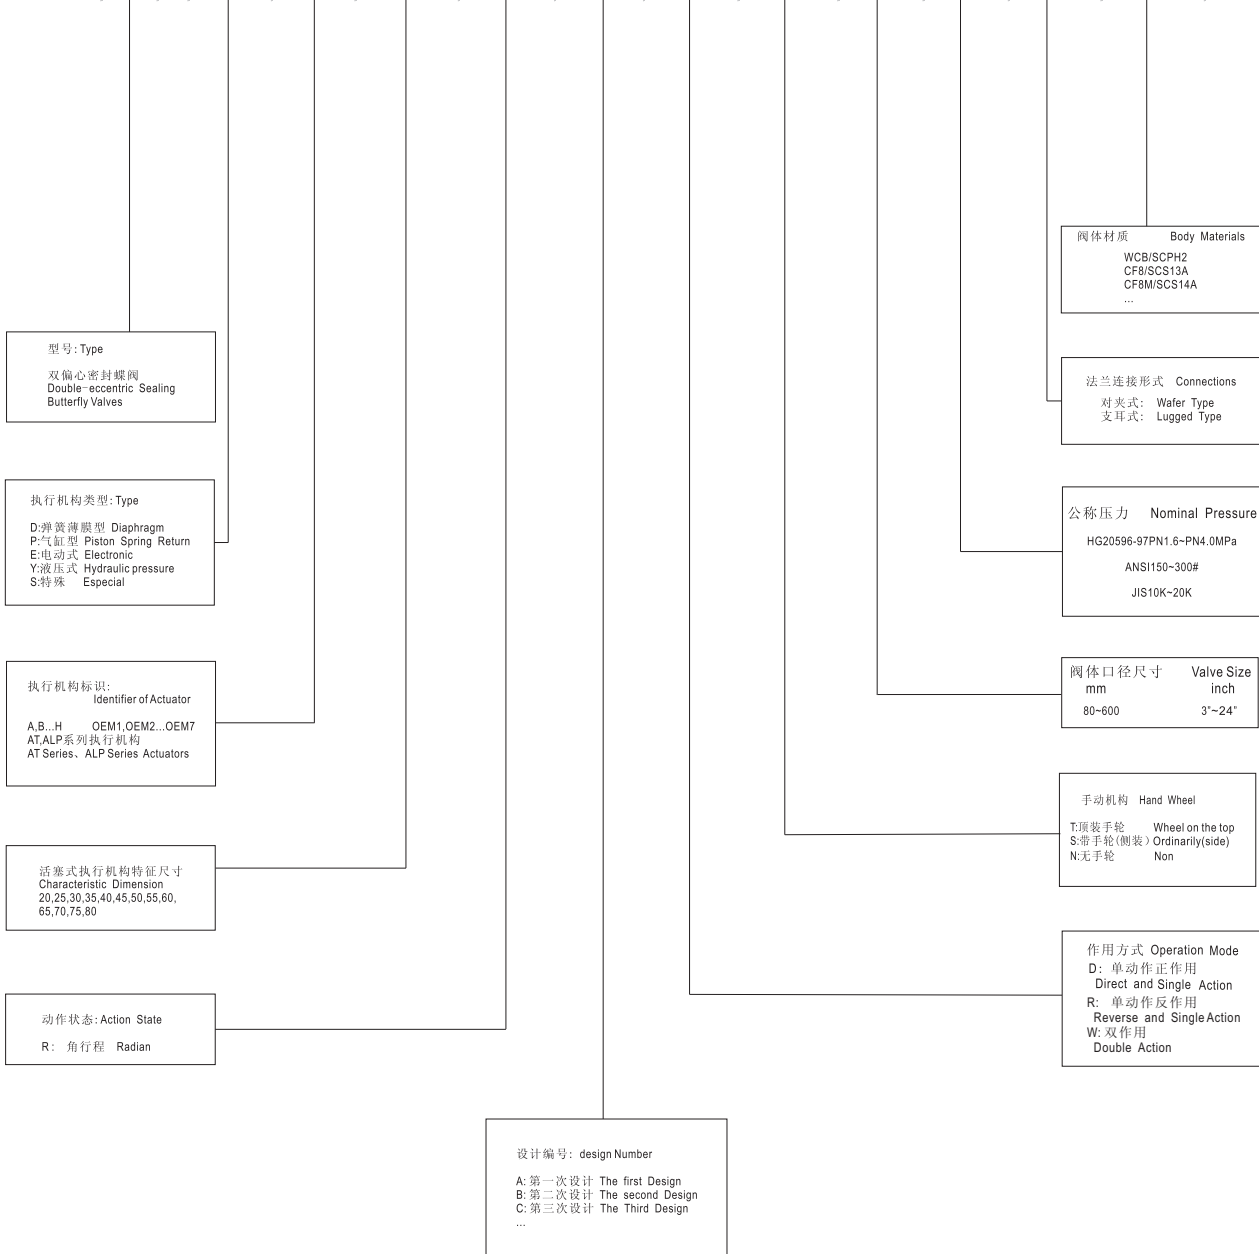 型号: Type
双偏心密封蝶阀
Double-eccentric Sealing
Butterfly Valves
执行机构类型: Type
D:弹簧薄膜型 Diaphragm
P:气缸型 Piston Spring Return
E:电动式 Electronic
Y:液压式 Hydraulic pressure
S:特殊 Especial
执行机构标识:
Identifier of Actuator
A,B...H OEM1,OEM2...OEM7
AT,ALP系列执行机构
AT Series、ALP Series Actuators
活塞式执行机构特征尺寸
Characteristic Dimension
20,25,30,35,40,45,50,55,60,
65,70,75,80
动作状态: Action State
R: 角行程 Radian
设计编号: design Number
A: 第一次设计 The first Design
B: 第二次设计 The second Design
C: 第三次设计 The Third Design
...
阀体材质 Body Materials
WCB/SCPH2
CF8/SCS13A
CF8M/SCS14A
...
法兰连接形式 Connections
对夹式: Wafer Type
支耳式: Lugged Type
公称压力 Nominal Pressure
HG20596-97PN1.6~PN4.0MPa
ANSI150~300#
JIS10K~20K
阀体口径尺寸 Valve Size
mm inch
80~600 3"~24"
手动机构 Hand Wheel
T:顶装手轮 Wheel on the top
S:带手轮(侧装) Ordinarily(side)
N:无手轮 Non
作用方式 Operation Mode
D: 单动作正作用
Direct and Single Action
R: 单动作反作用
Reverse and Single Action
W: 双作用
Double Action